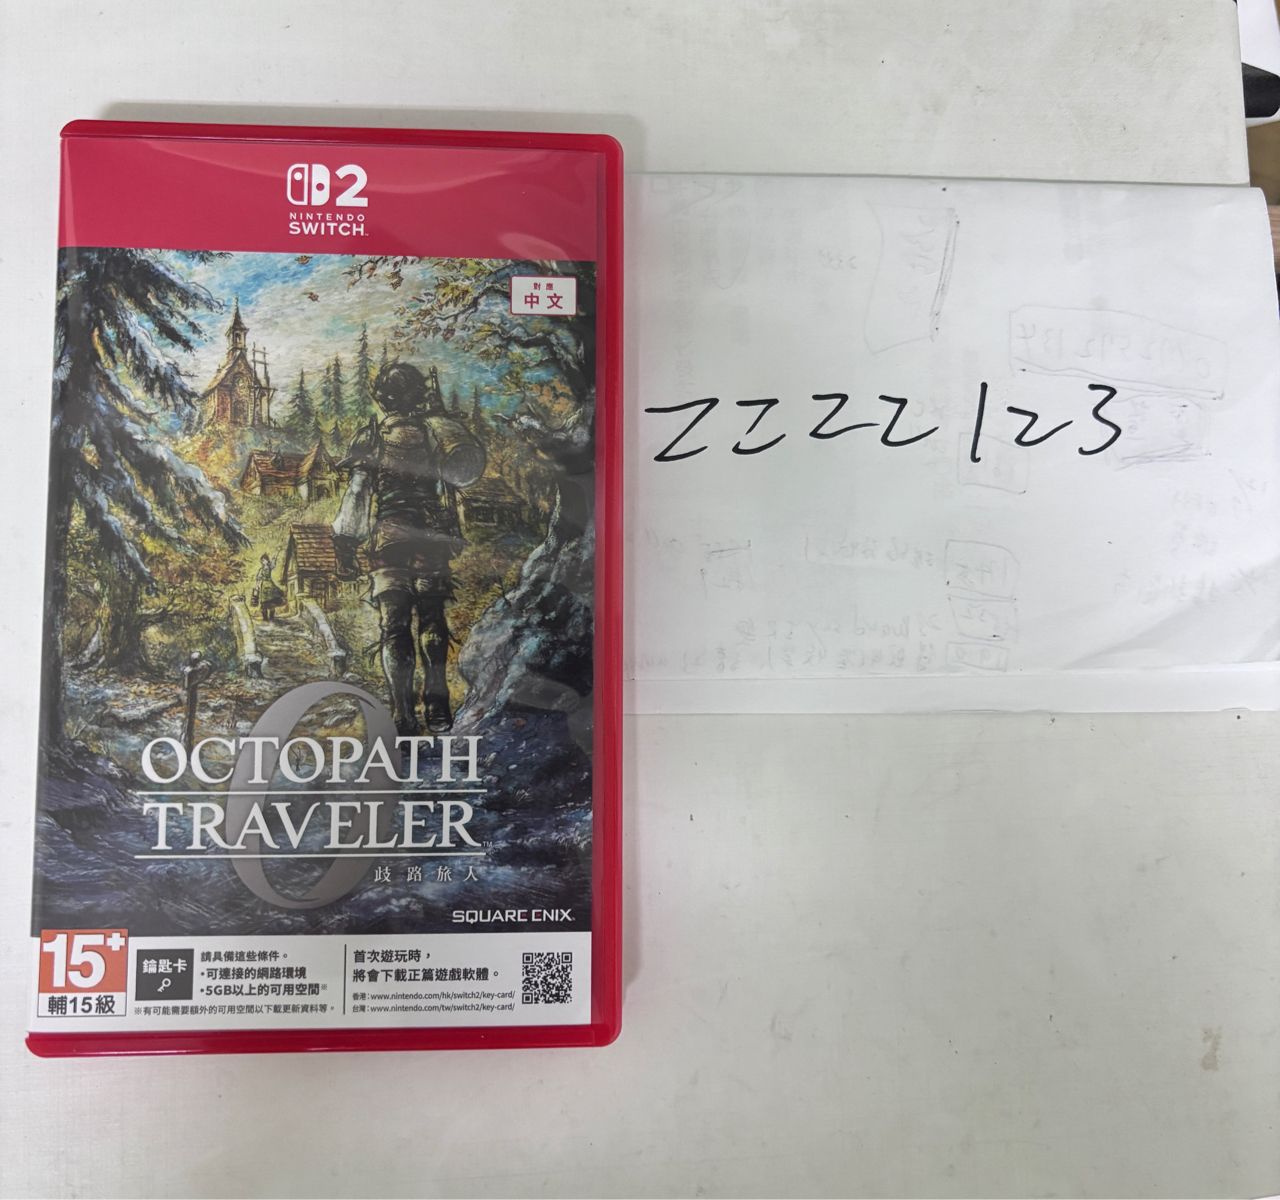 2
NINTENDO
SWITCH™
對應
中文
zzzz123
0
OCTOPATH
TRAVELER™
歧路旅人
SQUARE ENIX®
15+
輔15級
鑰匙卡
請具備這些條件。
•可連接的網路環境
•5GB以上的可用空間※
※有可能需要額外的可用空間以下載更新資料等。
首次遊玩時,
將會下載正篇遊戲軟體。
香港:www.nintendo.com/hk/switch2/key-card/
台灣:www.nintendo.com/tw/switch2/key-card/